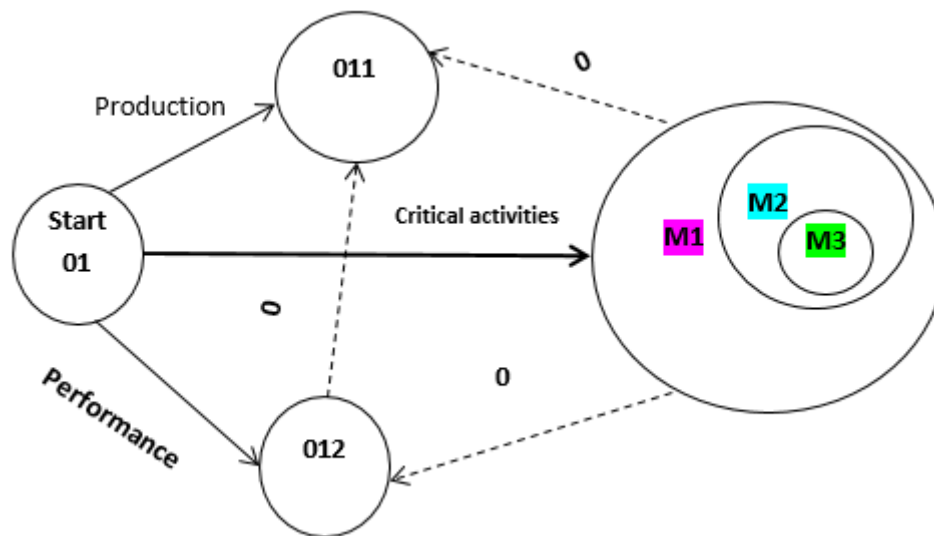 011
0
Production
Start
01
Critical activities
M1
M2
M3
0
0
Performance
012